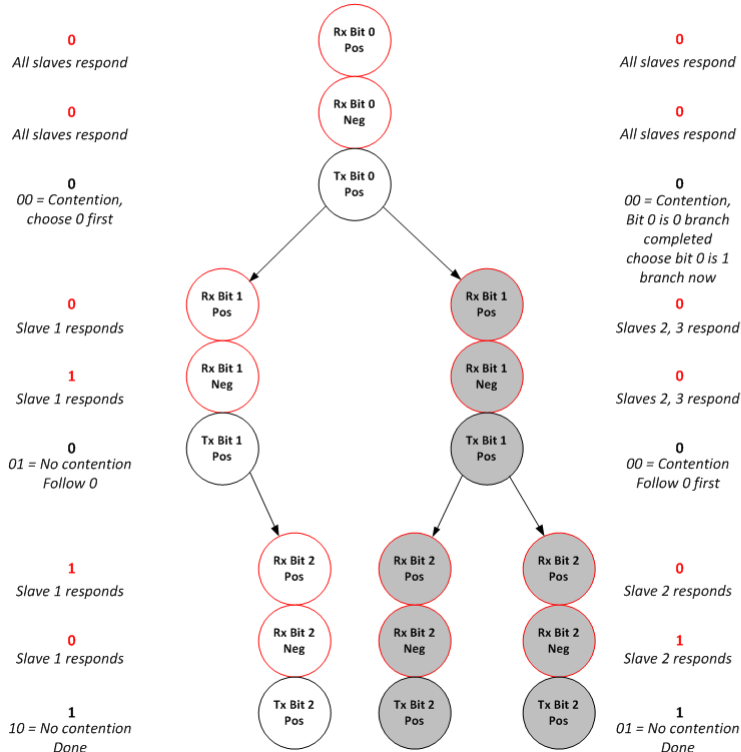 0
All slaves respond
0
All slaves respond
0
00 = Contention,
choose 0 first
0
Slave 1 responds
1
Slave 1 responds
0
01 = No contention
Follow 0
1
Slave 1 responds
0
Slave 1 responds
1
10 = No contention
Done
Rx Bit 0
Pos
Rx Bit 0
Neg
Tx Bit 0
Pos
Rx Bit 1
Pos
Rx Bit 1
Neg
Tx Bit 1
Pos
Rx Bit 1
Pos
Rx Bit 1
Neg
Tx Bit 1
Pos
Rx Bit 2
Pos
Rx Bit 2
Neg
Tx Bit 2
Pos
Rx Bit 2
Pos
Rx Bit 2
Neg
Tx Bit 2
Pos
Rx Bit 2
Pos
Rx Bit 2
Neg
Tx Bit 2
Pos
0
All slaves respond
0
All slaves respond
0
00 = Contention,
Bit 0 is 0 branch
completed
choose bit 0 is 1
branch now
0
Slaves 2, 3 respond
0
Slaves 2, 3 respond
0
00 = Contention
Follow 0 first
0
Slave 2 responds
1
Slave 2 responds
1
01 = No contention
Done